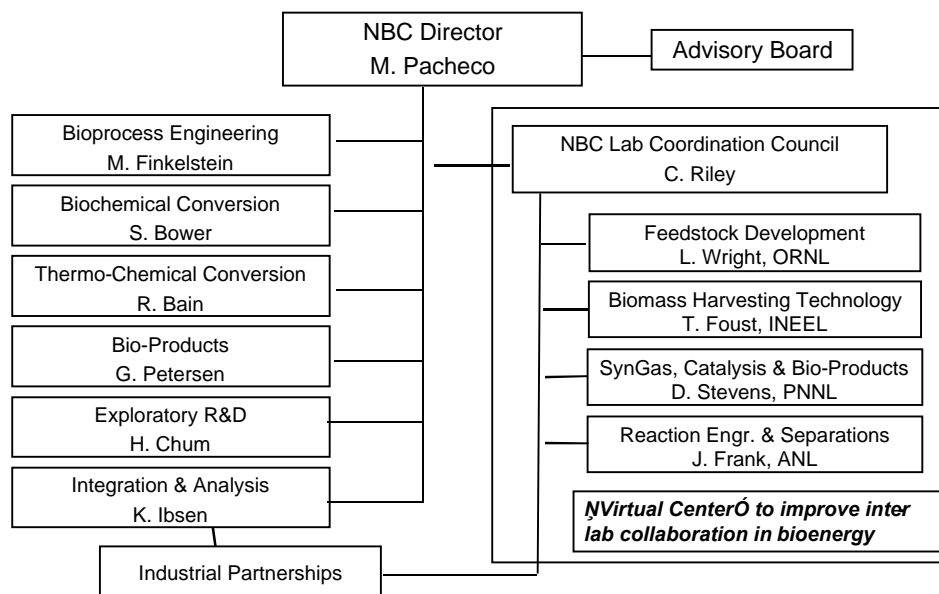 NBC Director
M. Pacheco
Advisory Board
Bioprocess Engineering
M. Finkelstein
Biochemical Conversion
S. Bower
Thermo-Chemical Conversion
R. Bain
Bio-Products
G. Petersen
Exploratory R&D
H. Chum
Integration & Analysis
K. Ibsen
Industrial Partnerships
NBC Lab Coordination Council
C. Riley
Feedstock Development
L. Wright, ORNL
Biomass Harvesting Technology
T. Foust, INEEL
SynGas, Catalysis & Bio-Products
D. Stevens, PNNL
Reaction Engr. & Separations
J. Frank, ANL
ŅVirtual CenterÓ to improve inter-
lab collaboration in bioenergy